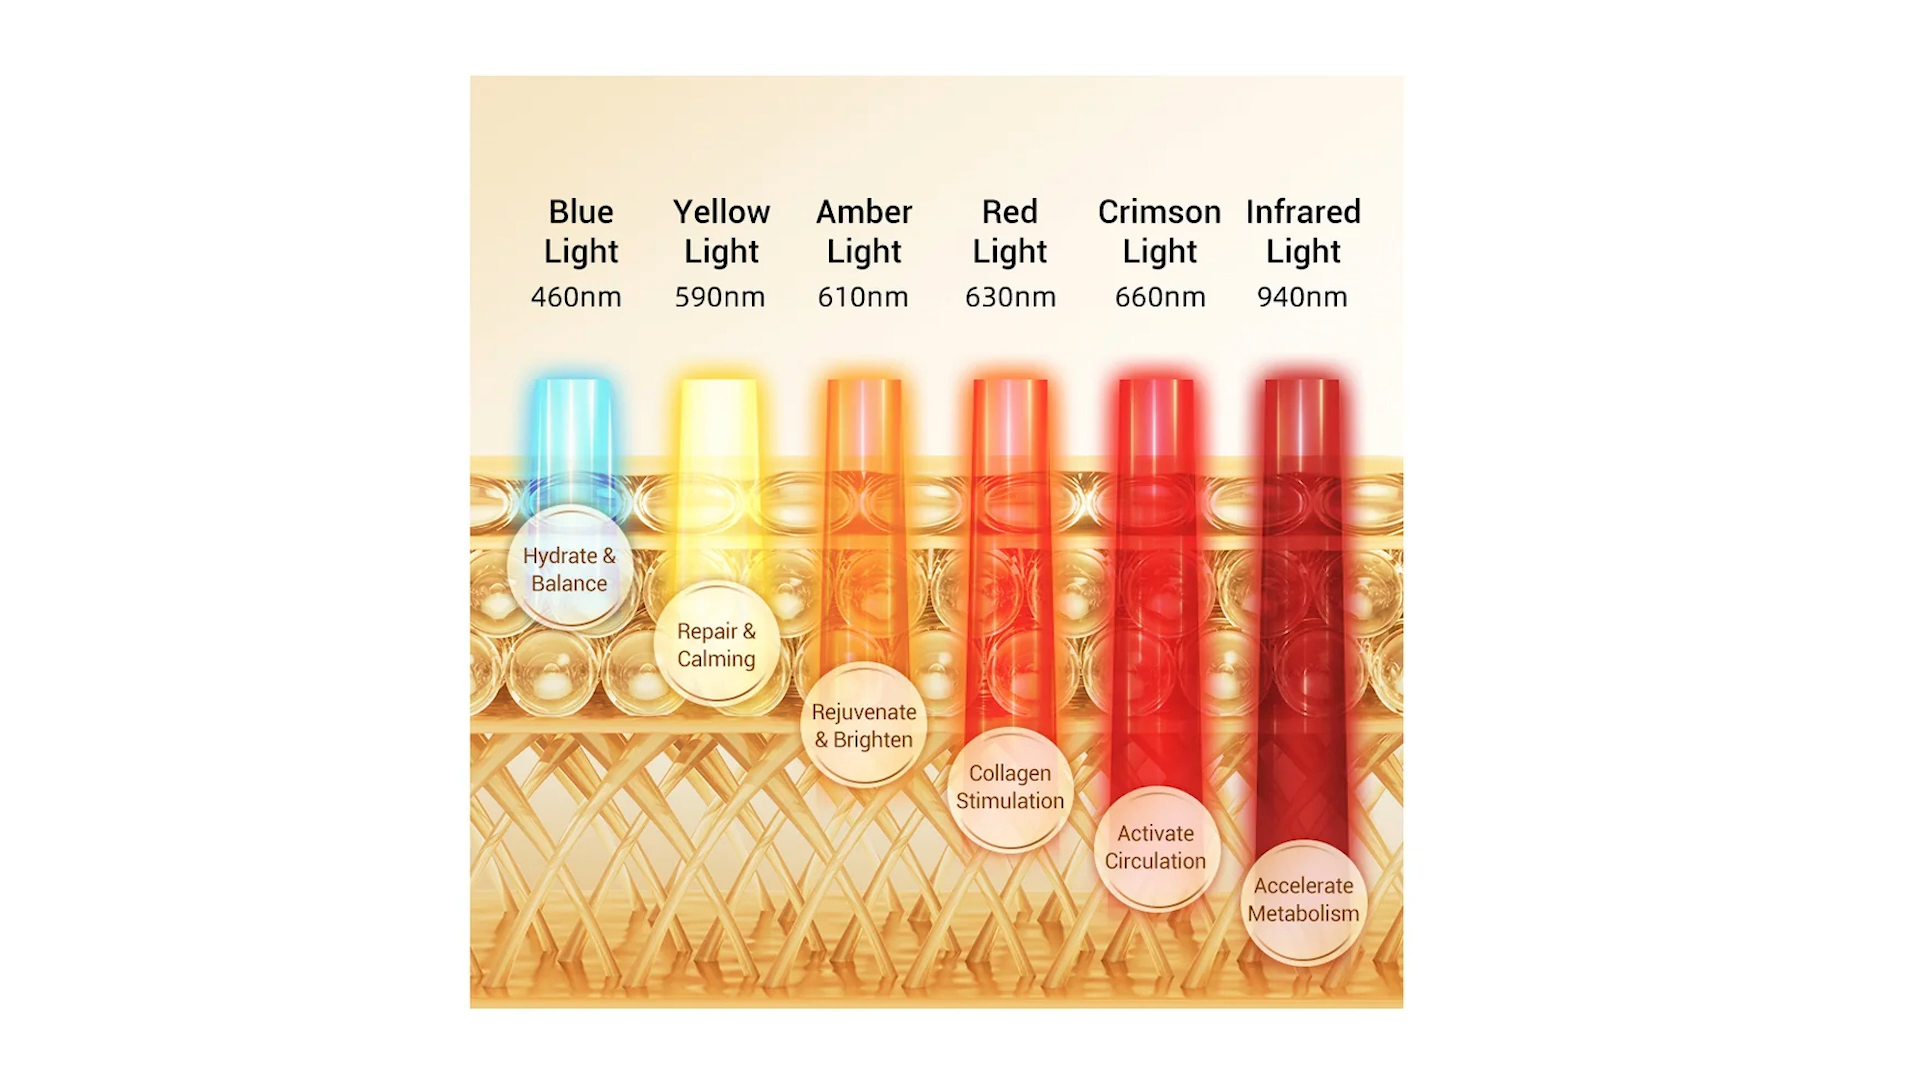 Blue
Light
460nm
Yellow
Light
590nm
Amber
Light
610nm
Red
Light
630nm
Crimson
Light
660nm
Infrared
Light
940nm
Hydrate &
Balance
Repair &
Calming
Rejuvenate
& Brighten
Collagen
Stimulation
Activate
Circulation
Accelerate
Metabolism